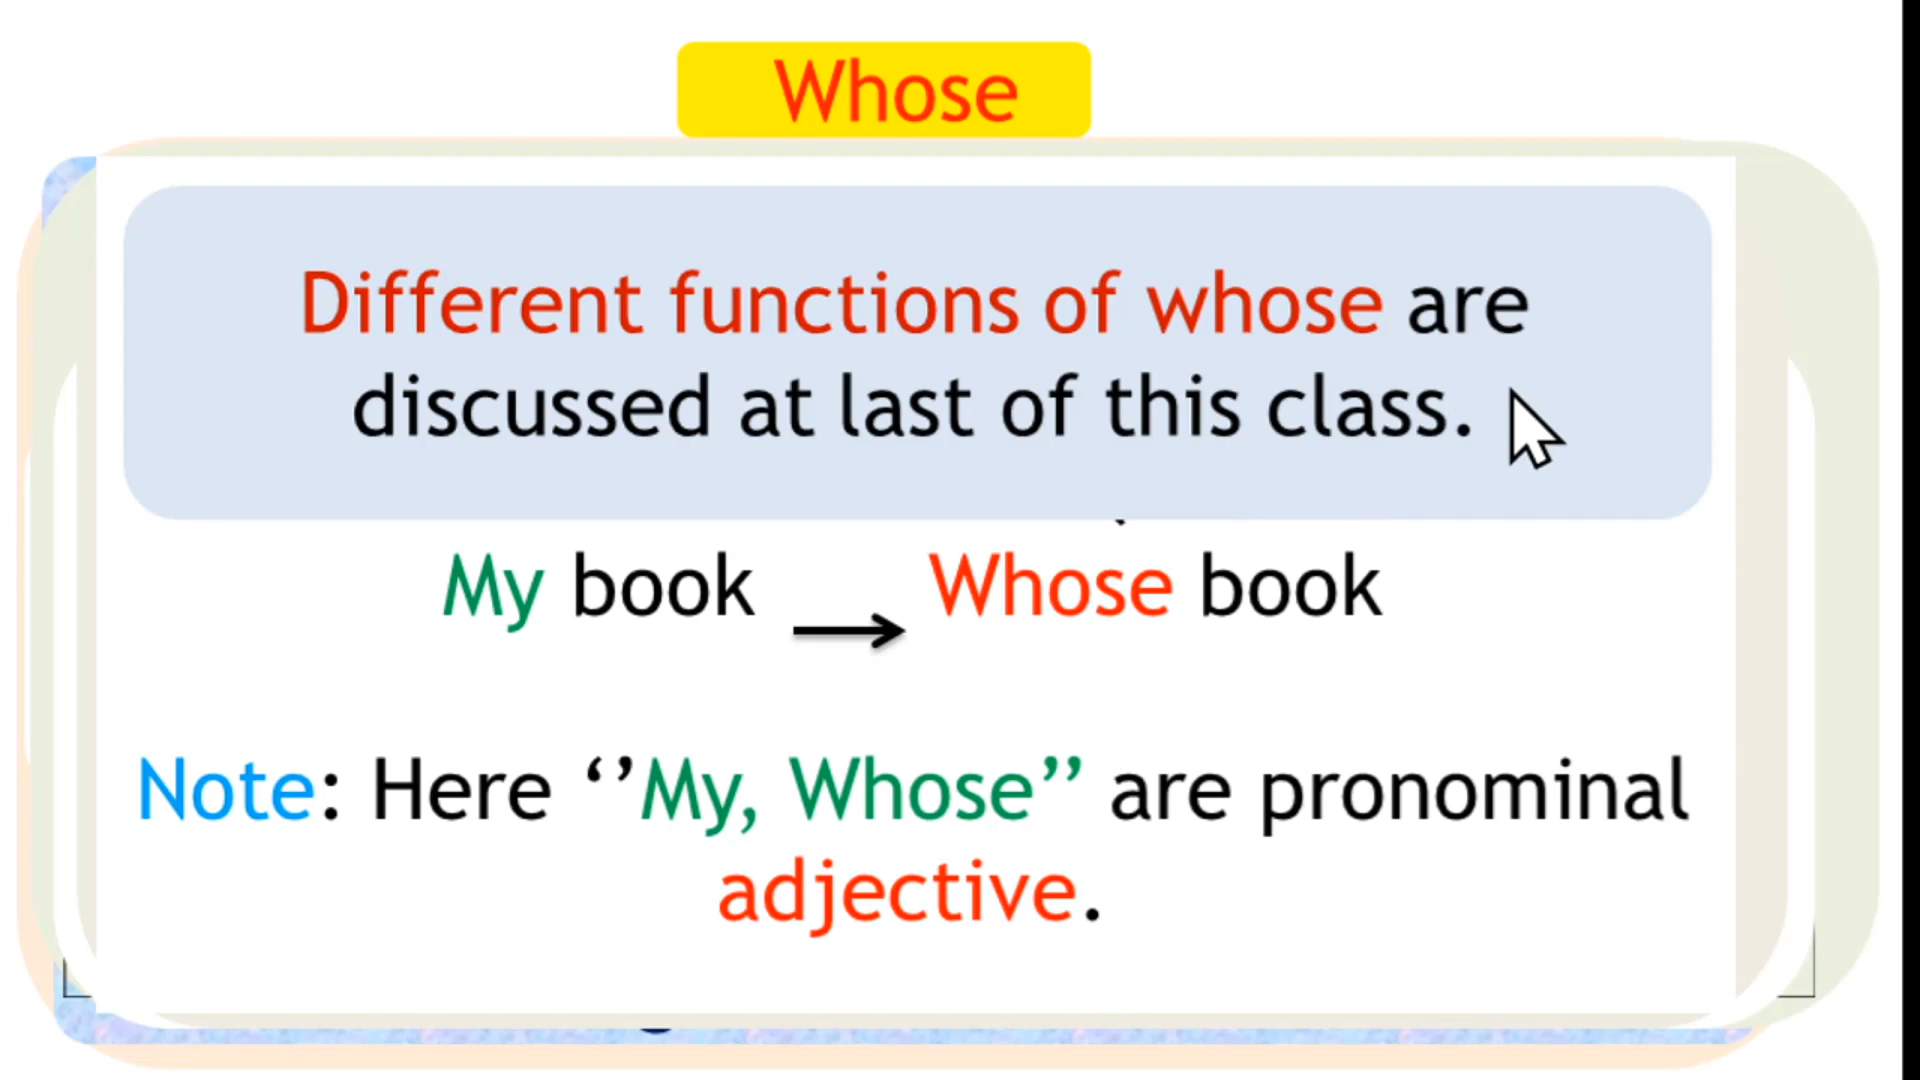 Whose
Different functions of whose are
discussed at last of this class.
My book → Whose book
Note: Here ‘’My, Whose’’ are pronominal
adjective.